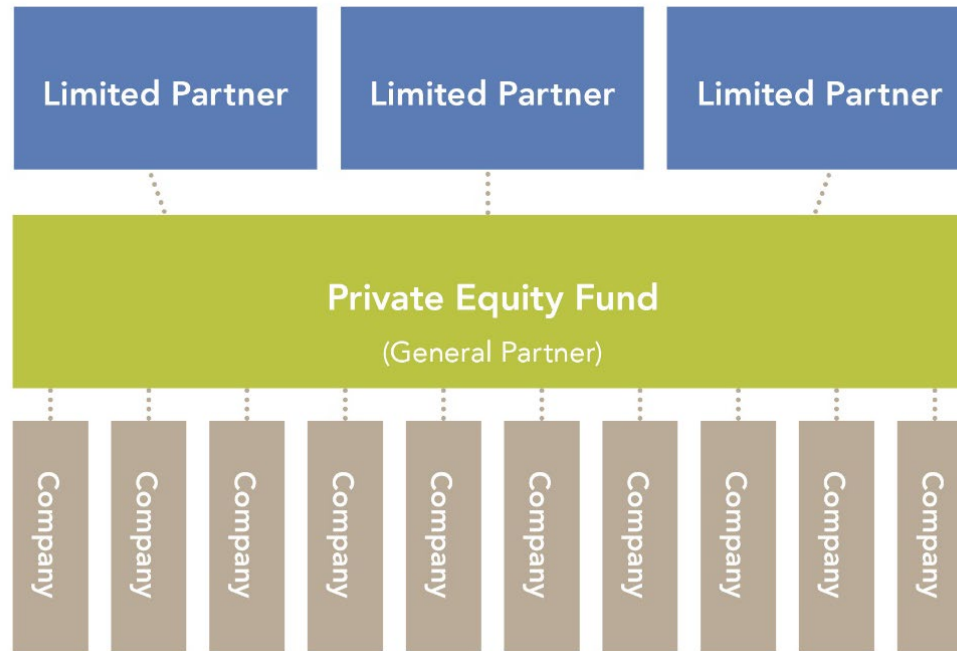 Limited Partner
Limited Partner
Limited Partner
Private Equity Fund
(General Partner)
Company
Company
Company
Company
Company
Company
Company
Company
Company
Company